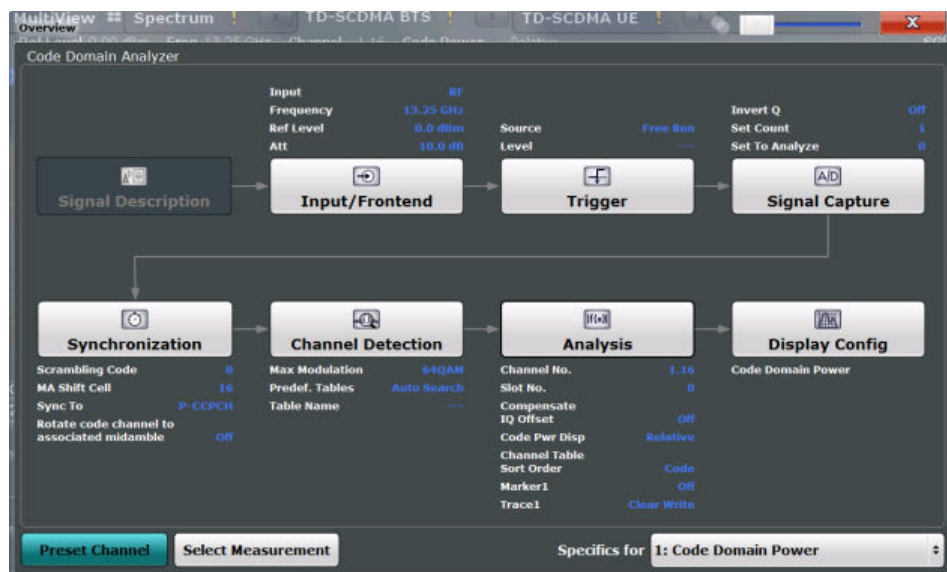 MultiView Spectrum ! TD-SCDMA BTS ! TD-SCDMA UE !
Overview
X
Code Domain Analyzer
Input RF
Frequency 13.25 GHz
Ref Level 0.0 dBm
Att 10.0 dB
Source Free Run
Level ---
Invert Q Off
Set Count 1
Set To Analyze 0
Signal Description
Input/Frontend
Trigger
A/D
Signal Capture
Synchronization
Channel Detection
Analysis
Display Config
Scrambling Code 0
MA Shift Cell 16
Sync To P-CCPCH
Rotate code channel to
associated midamble Off
Max Modulation 64QAM
Predef. Tables Auto Search
Table Name ---
Channel No. 1.16
Slot No. 0
Compensate
IQ Offset Off
Code Pwr Disp Relative
Channel Table
Sort Order Code
Marker1 Off
Trace1 Clear Write
Code Domain Power
Preset Channel
Select Measurement
Specifics for 1: Code Domain Power